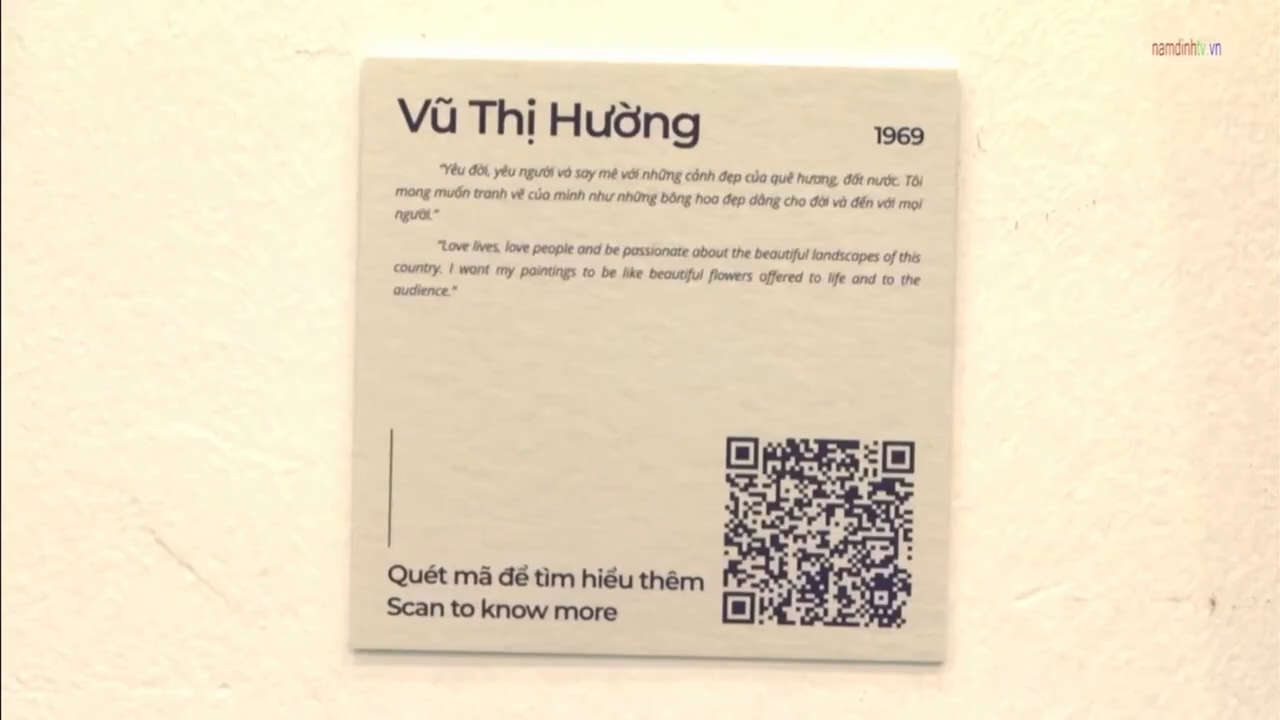 namdinhtv.vn
Vũ Thị Hường
1969
"Yêu đời, yêu người và say mê với những cảnh đẹp của quê hương, đất nước. Tôi
mong muốn tranh vẽ của mình như những bông hoa đẹp dâng cho đời và đến với mọi
người."
"Love lives, love people and be passionate about the beautiful landscapes of this
country. I want my paintings to be like beautiful flowers offered to life and to the
audience."
Quét mã để tìm hiểu thêm
Scan to know more